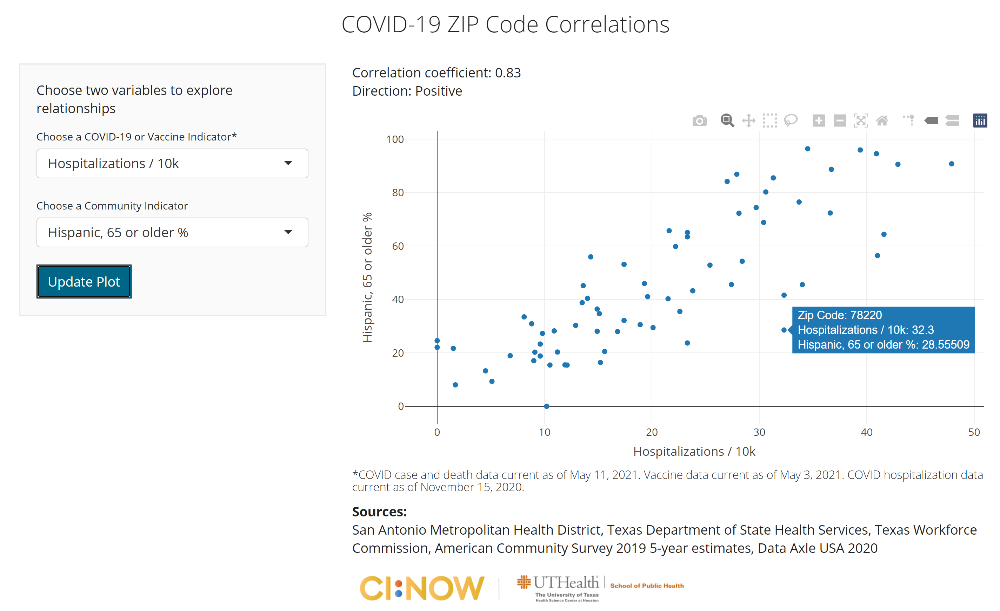 COVID-19 ZIP Code Correlations
Choose two variables to explore
relationships
Choose a COVID-19 or Vaccine Indicator*
Hospitalizations / 10k
Choose a Community Indicator
Hispanic, 65 or older %
Update Plot
Correlation coefficient: 0.83
Direction: Positive
100
80
60
40
20
0
Hispanic, 65 or older %
Zip Code: 78220
Hospitalizations / 10k: 32.3
Hispanic, 65 or older %: 28.55509
0
10
20
30
40
50
Hospitalizations / 10k
*COVID case and death data current as of May 11, 2021. Vaccine data current as of May 3, 2021. COVID hospitalization data
current as of November 15, 2020.
Sources:
San Antonio Metropolitan Health District, Texas Department of State Health Services, Texas Workforce
Commission, American Community Survey 2019 5-year estimates, Data Axle USA 2020
CI:NOW
UTHealth®
The University of Texas
Health Science Center at Houston
School of Public Health